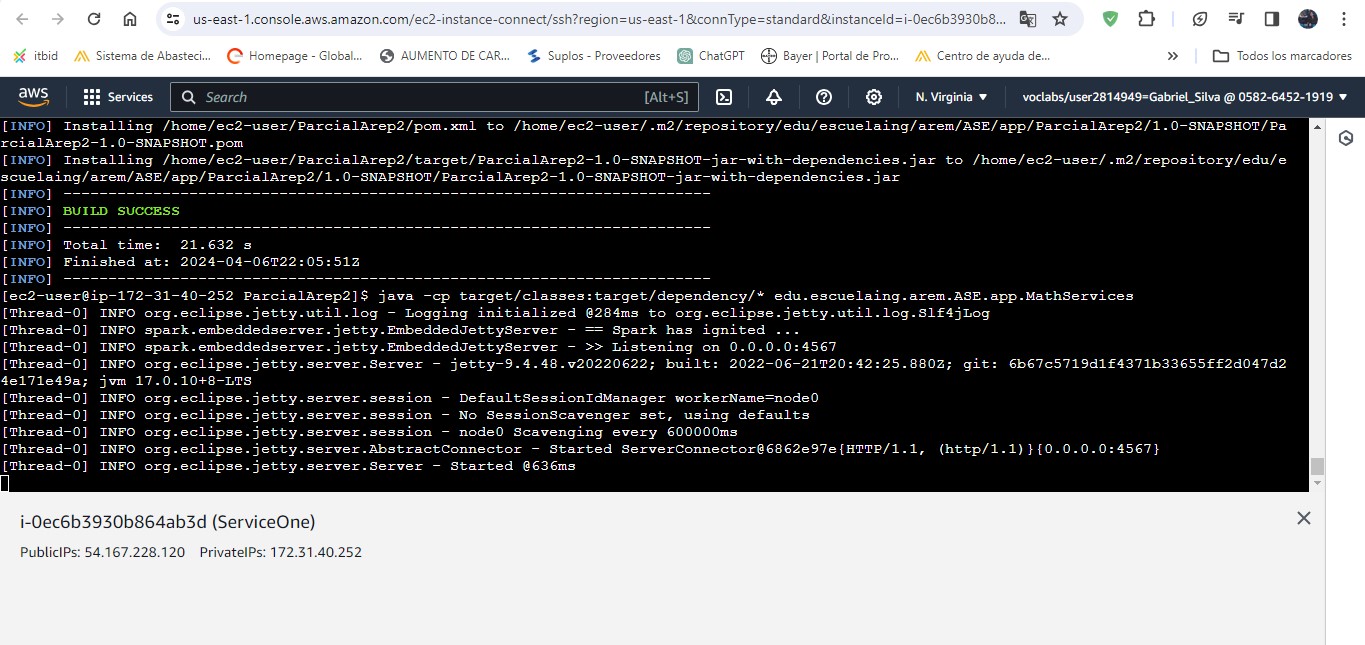 us-east-1.console.aws.amazon.com/ec2-instance-connect/ssh?region=us-east-1&connType=standard&instanceId=i-0ec6b3930b8...
itbid Sistema de Abasteci... Homepage - Global... AUMENTO DE CAR... Suplos - Proveedores ChatGPT Bayer | Portal de Pro... Centro de ayuda de... » Todos los marcadores
aws Services Search [Alt+S] N. Virginia voclabs/user2814949=Gabriel_Silva @ 0582-6452-1919
[INFO] Installing /home/ec2-user/ParcialArep2/pom.xml to /home/ec2-user/.m2/repository/edu/escuelaing/arem/ASE/app/ParcialArep2/1.0-SNAPSHOT/Pa
rcialArep2-1.0-SNAPSHOT.pom
[INFO] Installing /home/ec2-user/ParcialArep2/target/ParcialArep2-1.0-SNAPSHOT-jar-with-dependencies.jar to /home/ec2-user/.m2/repository/edu/e
scuelaing/arem/ASE/app/ParcialArep2/1.0-SNAPSHOT/ParcialArep2-1.0-SNAPSHOT-jar-with-dependencies.jar
[INFO] ------------------------------------------------------------------------
[INFO] BUILD SUCCESS
[INFO] ------------------------------------------------------------------------
[INFO] Total time:  21.632 s
[INFO] Finished at: 2024-04-06T22:05:51Z
[INFO] ------------------------------------------------------------------------
[ec2-user@ip-172-31-40-252 ParcialArep2]$ java -cp target/classes:target/dependency/* edu.escuelaing.arem.ASE.app.MathServices
[Thread-0] INFO org.eclipse.jetty.util.log - Logging initialized @284ms to org.eclipse.jetty.util.log.Slf4jLog
[Thread-0] INFO spark.embeddedserver.jetty.EmbeddedJettyServer - == Spark has ignited ...
[Thread-0] INFO spark.embeddedserver.jetty.EmbeddedJettyServer - >> Listening on 0.0.0.0:4567
[Thread-0] INFO org.eclipse.jetty.server.Server - jetty-9.4.48.v20220622; built: 2022-06-21T20:42:25.880Z; git: 6b67c5719d1f4371b33655ff2d047d2
4e171e49a; jvm 17.0.10+8-LTS
[Thread-0] INFO org.eclipse.jetty.server.session - DefaultSessionIdManager workerName=node0
[Thread-0] INFO org.eclipse.jetty.server.session - No SessionScavenger set, using defaults
[Thread-0] INFO org.eclipse.jetty.server.session - node0 Scavenging every 600000ms
[Thread-0] INFO org.eclipse.jetty.server.AbstractConnector - Started ServerConnector@6862e97e{HTTP/1.1, (http/1.1)}{0.0.0.0:4567}
[Thread-0] INFO org.eclipse.jetty.server.Server - Started @636ms
i-0ec6b3930b864ab3d (ServiceOne)
PublicIPs: 54.167.228.120 PrivateIPs: 172.31.40.252